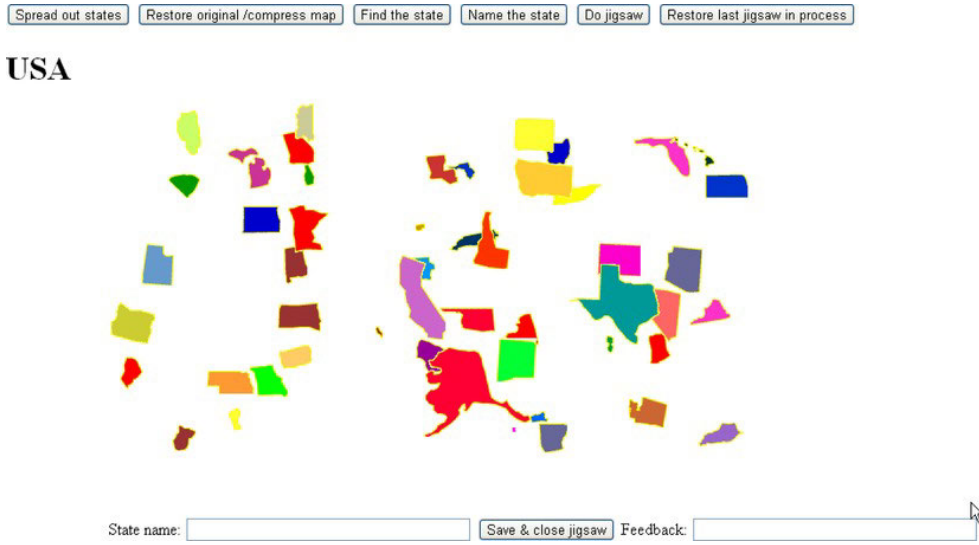 Spread out states Restore original /compress map Find the state Name the state Do jigsaw Restore last jigsaw in process
USA
State name: Save & close jigsaw Feedback: